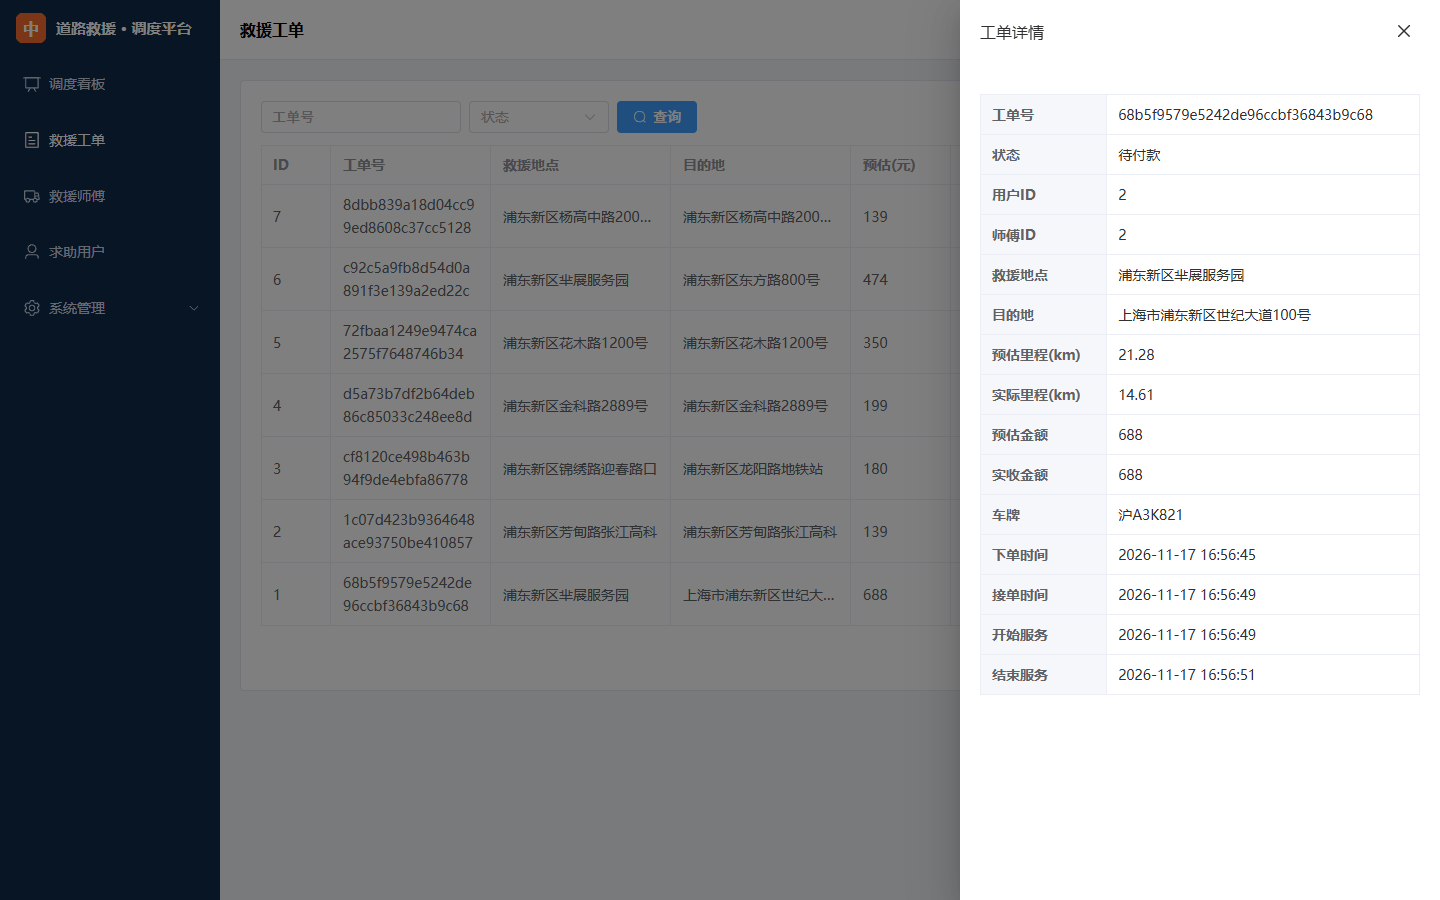 中 道路救援•调度平台
调度看板
救援工单
救援师傅
求助用户
系统管理
救援工单
工单号 状态 查询
ID 工单号 救援地点 目的地 预估(元)
7 8dbb839a18d04cc9 浦东新区杨高中路200... 浦东新区杨高中路200... 139
9ed8608c37cc5128
6 c92c5a9fb8d54d0a 浦东新区芈展服务园 浦东新区东方路800号 474
891f3e139a2ed22c
5 72fbaa1249e9474ca 浦东新区花木路1200号 浦东新区花木路1200号 350
2575f7648746b34
4 d5a73b7df2b64deb 浦东新区金科路2889号 浦东新区金科路2889号 199
86c85033c248ee8d
3 cf8120ce498b463b 浦东新区锦绣路迎春路口 浦东新区龙阳路地铁站 180
94f9de4ebfa86778
2 1c07d423b9364648 浦东新区芳甸路张江高科 浦东新区芳甸路张江高科 139
ace93750be410857
1 68b5f9579e5242de 浦东新区芈展服务园 上海市浦东新区世纪大... 688
96ccbf36843b9c68
工单详情
工单号 68b5f9579e5242de96ccbf36843b9c68
状态 待付款
用户ID 2
师傅ID 2
救援地点 浦东新区芈展服务园
目的地 上海市浦东新区世纪大道100号
预估里程(km) 21.28
实际里程(km) 14.61
预估金额 688
实收金额 688
车牌 沪A3K821
下单时间 2026-11-17 16:56:45
接单时间 2026-11-17 16:56:49
开始服务 2026-11-17 16:56:49
结束服务 2026-11-17 16:56:51